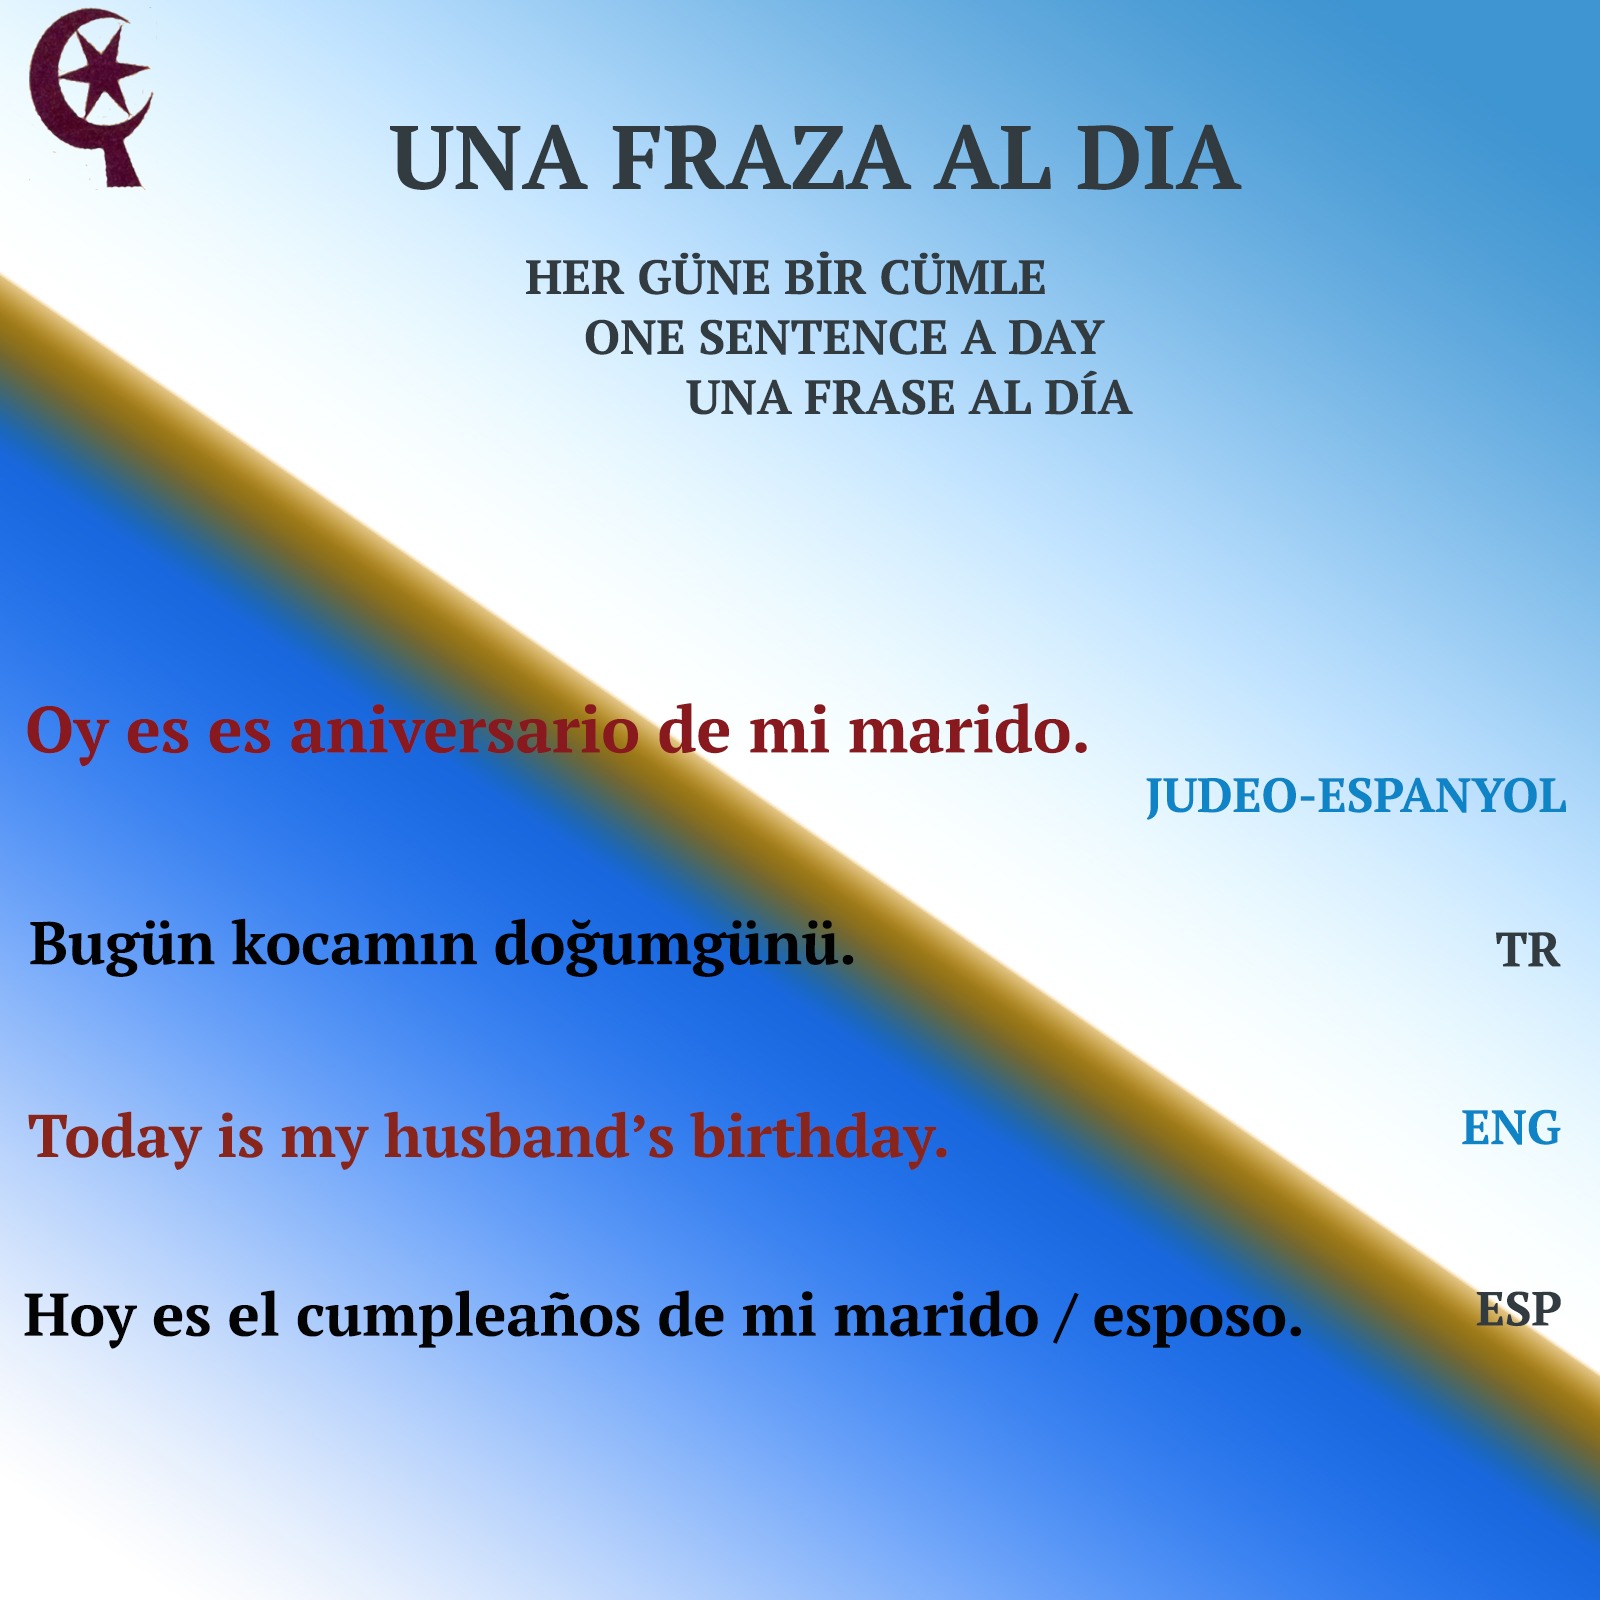 UNA FRAZA AL DIA
HER GÜNE BİR CÜMLE
ONE SENTENCE A DAY
UNA FRASE AL DÍA
Oy es es aniversario de mi marido.
JUDEO-ESPANYOL
Bugün kocamın doğumgünü.
TR
Today is my husband’s birthday.
ENG
Hoy es el cumpleaños de mi marido / esposo.
ESP